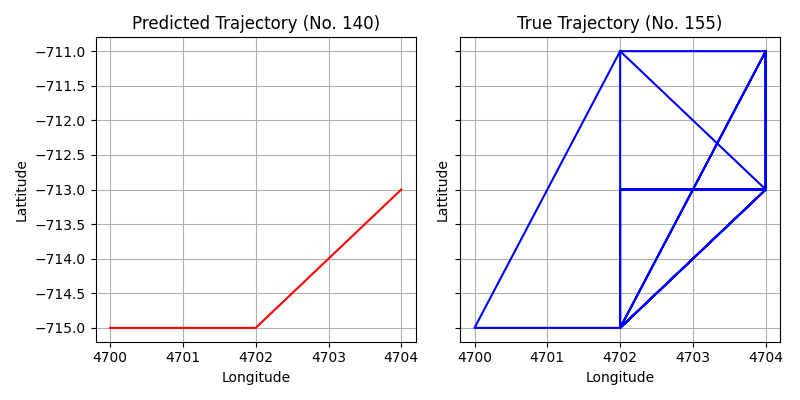 Predicted Trajectory (No. 140)
−711.0
−711.5
−712.0
−712.5
−713.0
−713.5
−714.0
−714.5
−715.0
Lattitude
4700 4701 4702 4703 4704
Longitude
True Trajectory (No. 155)
Lattitude
4700 4701 4702 4703 4704
Longitude